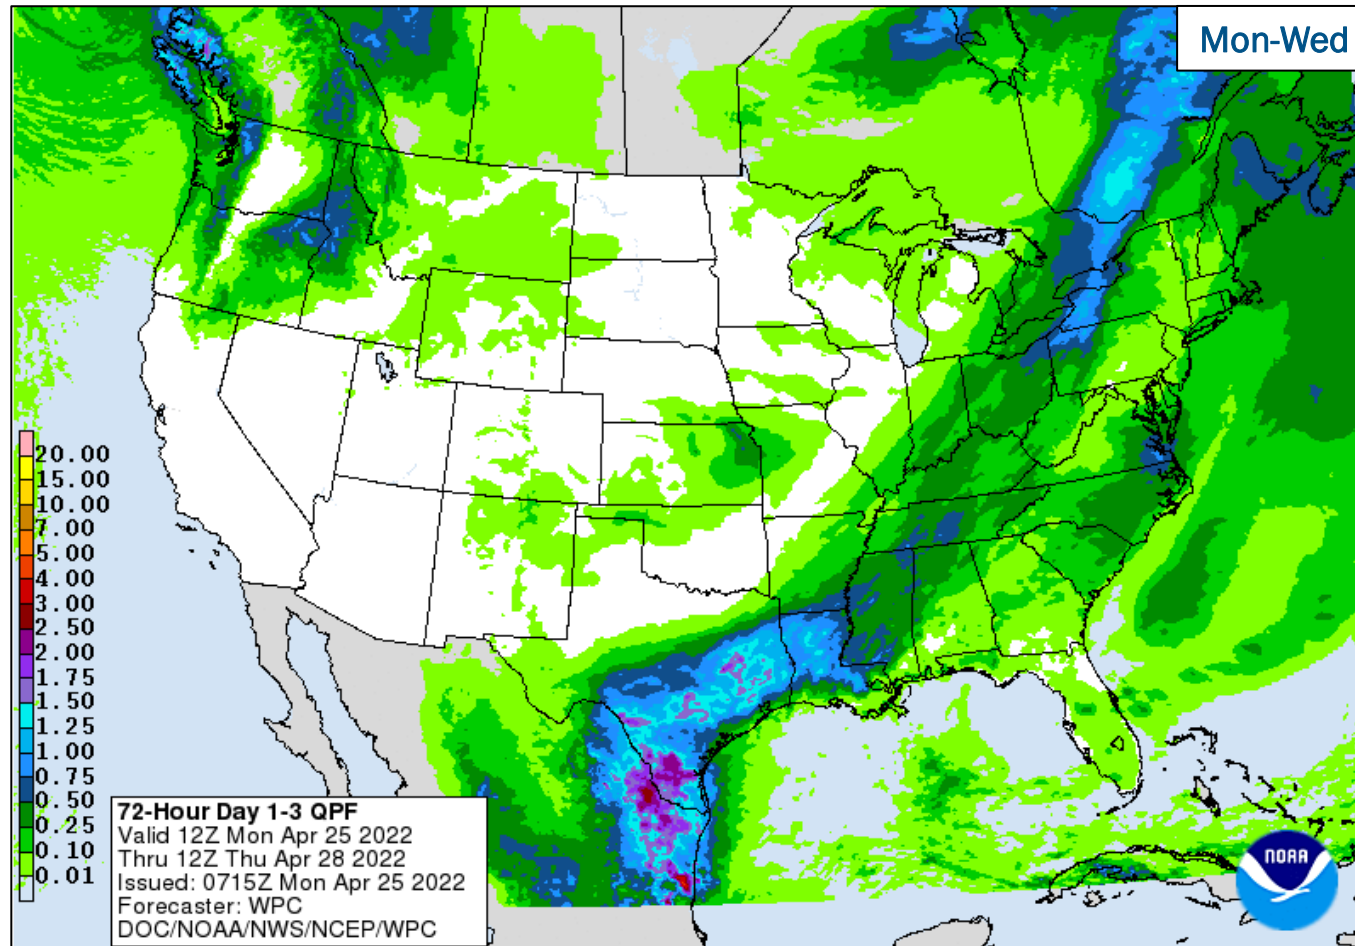 Mon-Wed
20.00
15.00
10.00
7.00
5.00
4.00
3.00
2.50
2.00
1.75
1.50
1.25
1.00
0.75
0.50
0.25
0.10
0.01
72-Hour Day 1-3 QPF
Valid 12Z Mon Apr 25 2022
Thru 12Z Thu Apr 28 2022
Issued: 0715Z Mon Apr 25 2022
Forecaster: WPC
DOC/NOAA/NWS/NCEP/WPC
NOAA